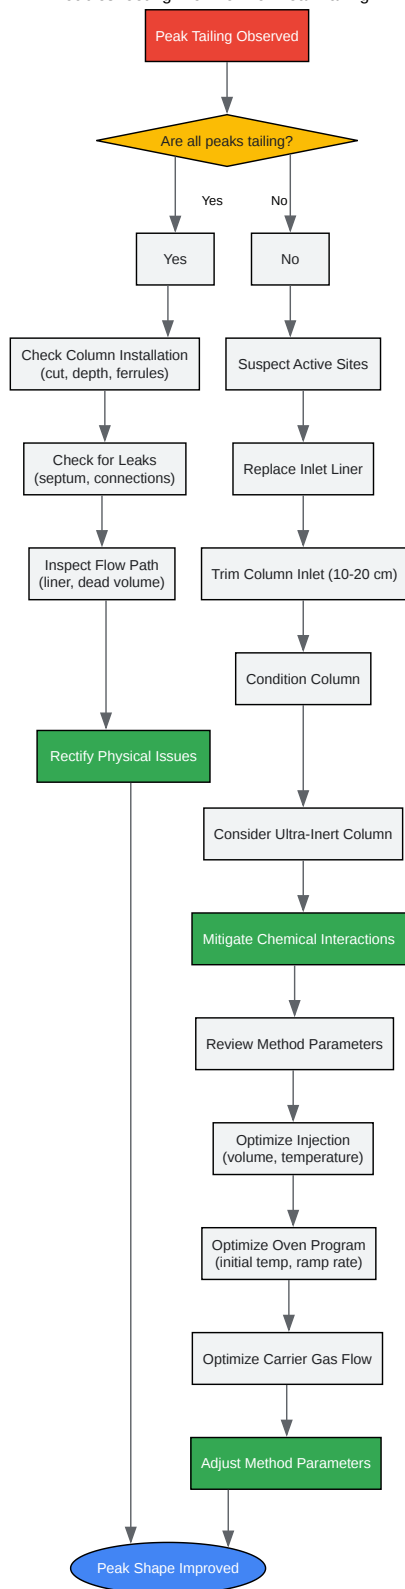 Peak Tailing Observed
Are all peaks tailing?
Yes
No
Yes
No
Check Column Installation
(cut, depth, ferrules)
Suspect Active Sites
Check for Leaks
(septum, connections)
Replace Inlet Liner
Inspect Flow Path
(liner, dead volume)
Trim Column Inlet (10-20 cm)
Condition Column
Rectify Physical Issues
Consider Ultra-Inert Column
Mitigate Chemical Interactions
Review Method Parameters
Optimize Injection
(volume, temperature)
Optimize Oven Program
(initial temp, ramp rate)
Optimize Carrier Gas Flow
Adjust Method Parameters
Peak Shape Improved